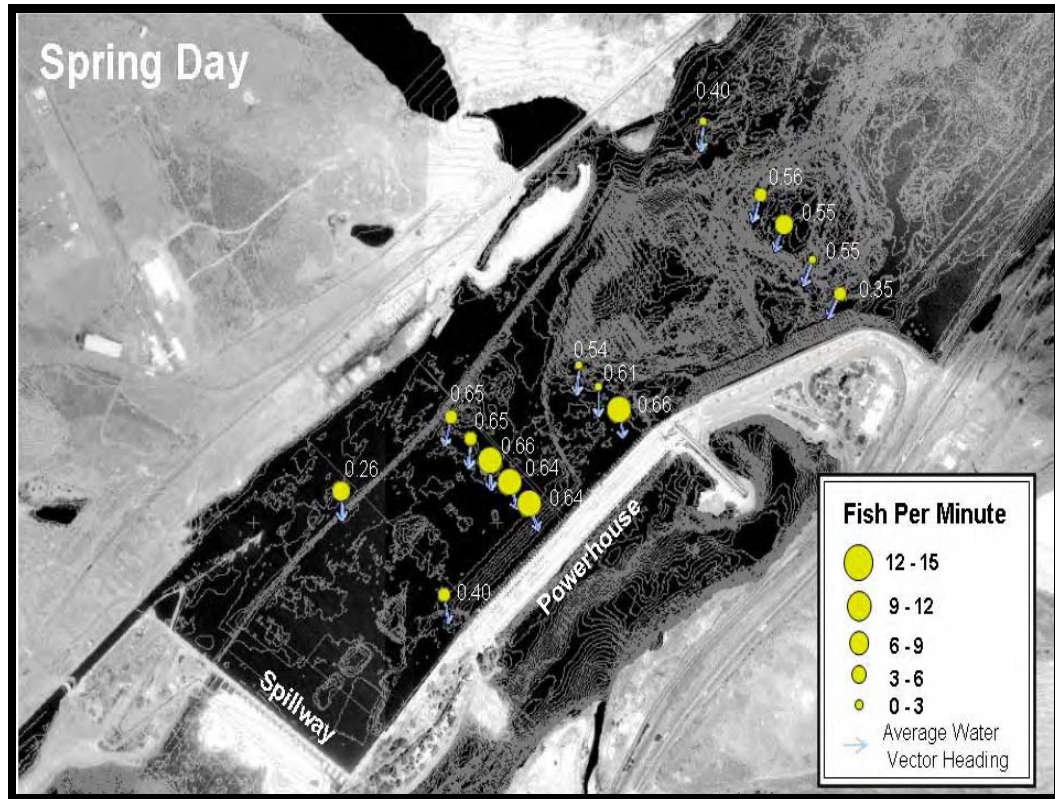 Spring Day
0.40
0.56
0.55
0.55
0.35
0.54
0.61
0.66
0.65
0.65
0.66
0.64
0.64
0.26
0.40
Powerhouse
Spillway
Fish Per Minute
12 - 15
9 - 12
6 - 9
3 - 6
0 - 3
Average Water
Vector Heading